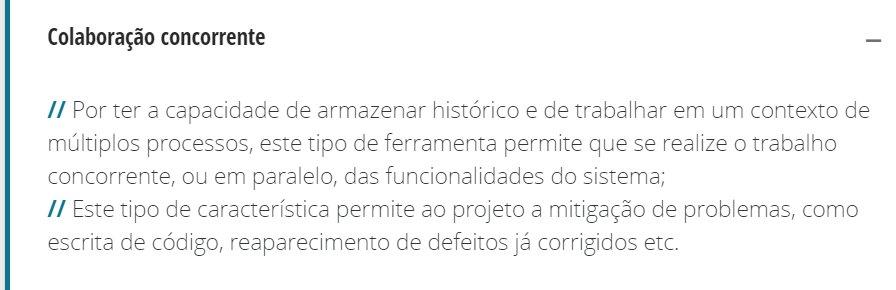 Colaboração concorrente
// Por ter a capacidade de armazenar histórico e de trabalhar em um contexto de
múltiplos processos, este tipo de ferramenta permite que se realize o trabalho
concorrente, ou em paralelo, das funcionalidades do sistema;
// Este tipo de característica permite ao projeto a mitigação de problemas, como
escrita de código, reaparecimento de defeitos já corrigidos etc.